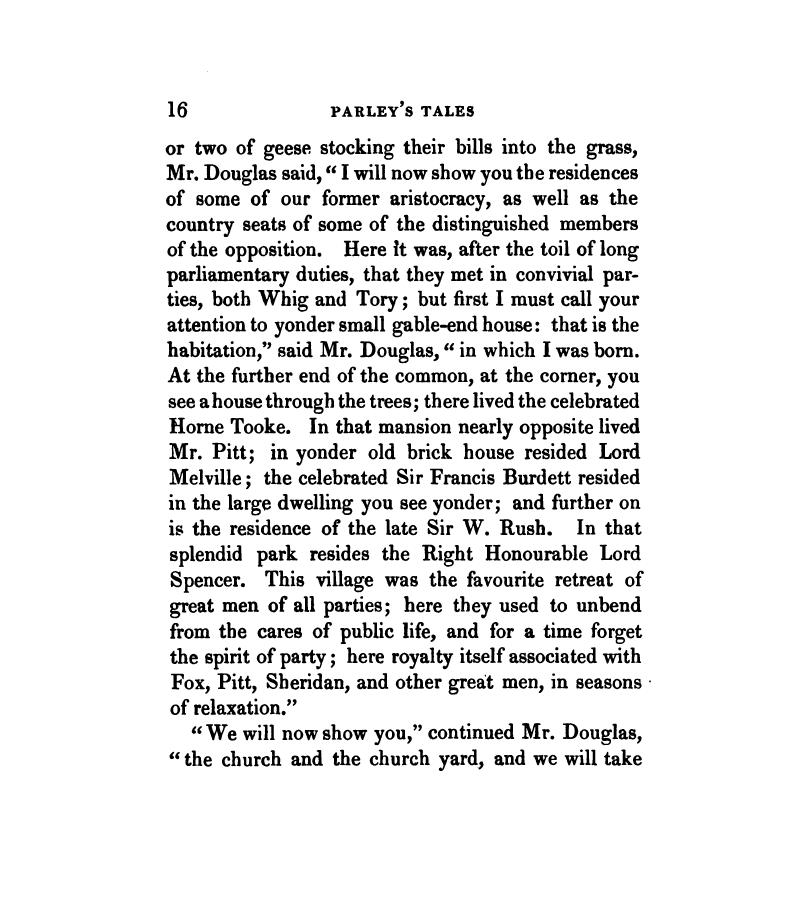 16 PARLEY'S TALES
or two of geese stocking their bills into the grass,
Mr. Douglas said, “ I will now show you the residences
of some of our former aristocracy, as well as the
country seats of some of the distinguished members
of the opposition. Here it was, after the toil of long
parliamentary duties, that they met in convivial par-
ties, both Whig and Tory ; but first I must call your
attention to yonder small gable-end house : that is the
habitation,” said Mr. Douglas, “ in which I was born.
At the further end of the common, at the corner, you
see a house through the trees ; there lived the celebrated
Horne Tooke. In that mansion nearly opposite lived
Mr. Pitt ; in yonder old brick house resided Lord
Melville ; the celebrated Sir Francis Burdett resided
in the large dwelling you see yonder ; and further on
is the residence of the late Sir W. Rush. In that
splendid park resides the Right Honourable Lord
Spencer. This village was the favourite retreat of
great men of all parties ; here they used to unbend
from the cares of public life, and for a time forget
the spirit of party ; here royalty itself associated with
Fox, Pitt, Sheridan, and other great men, in seasons
of relaxation.”
“ We will now show you,” continued Mr. Douglas,
“ the church and the church yard, and we will take